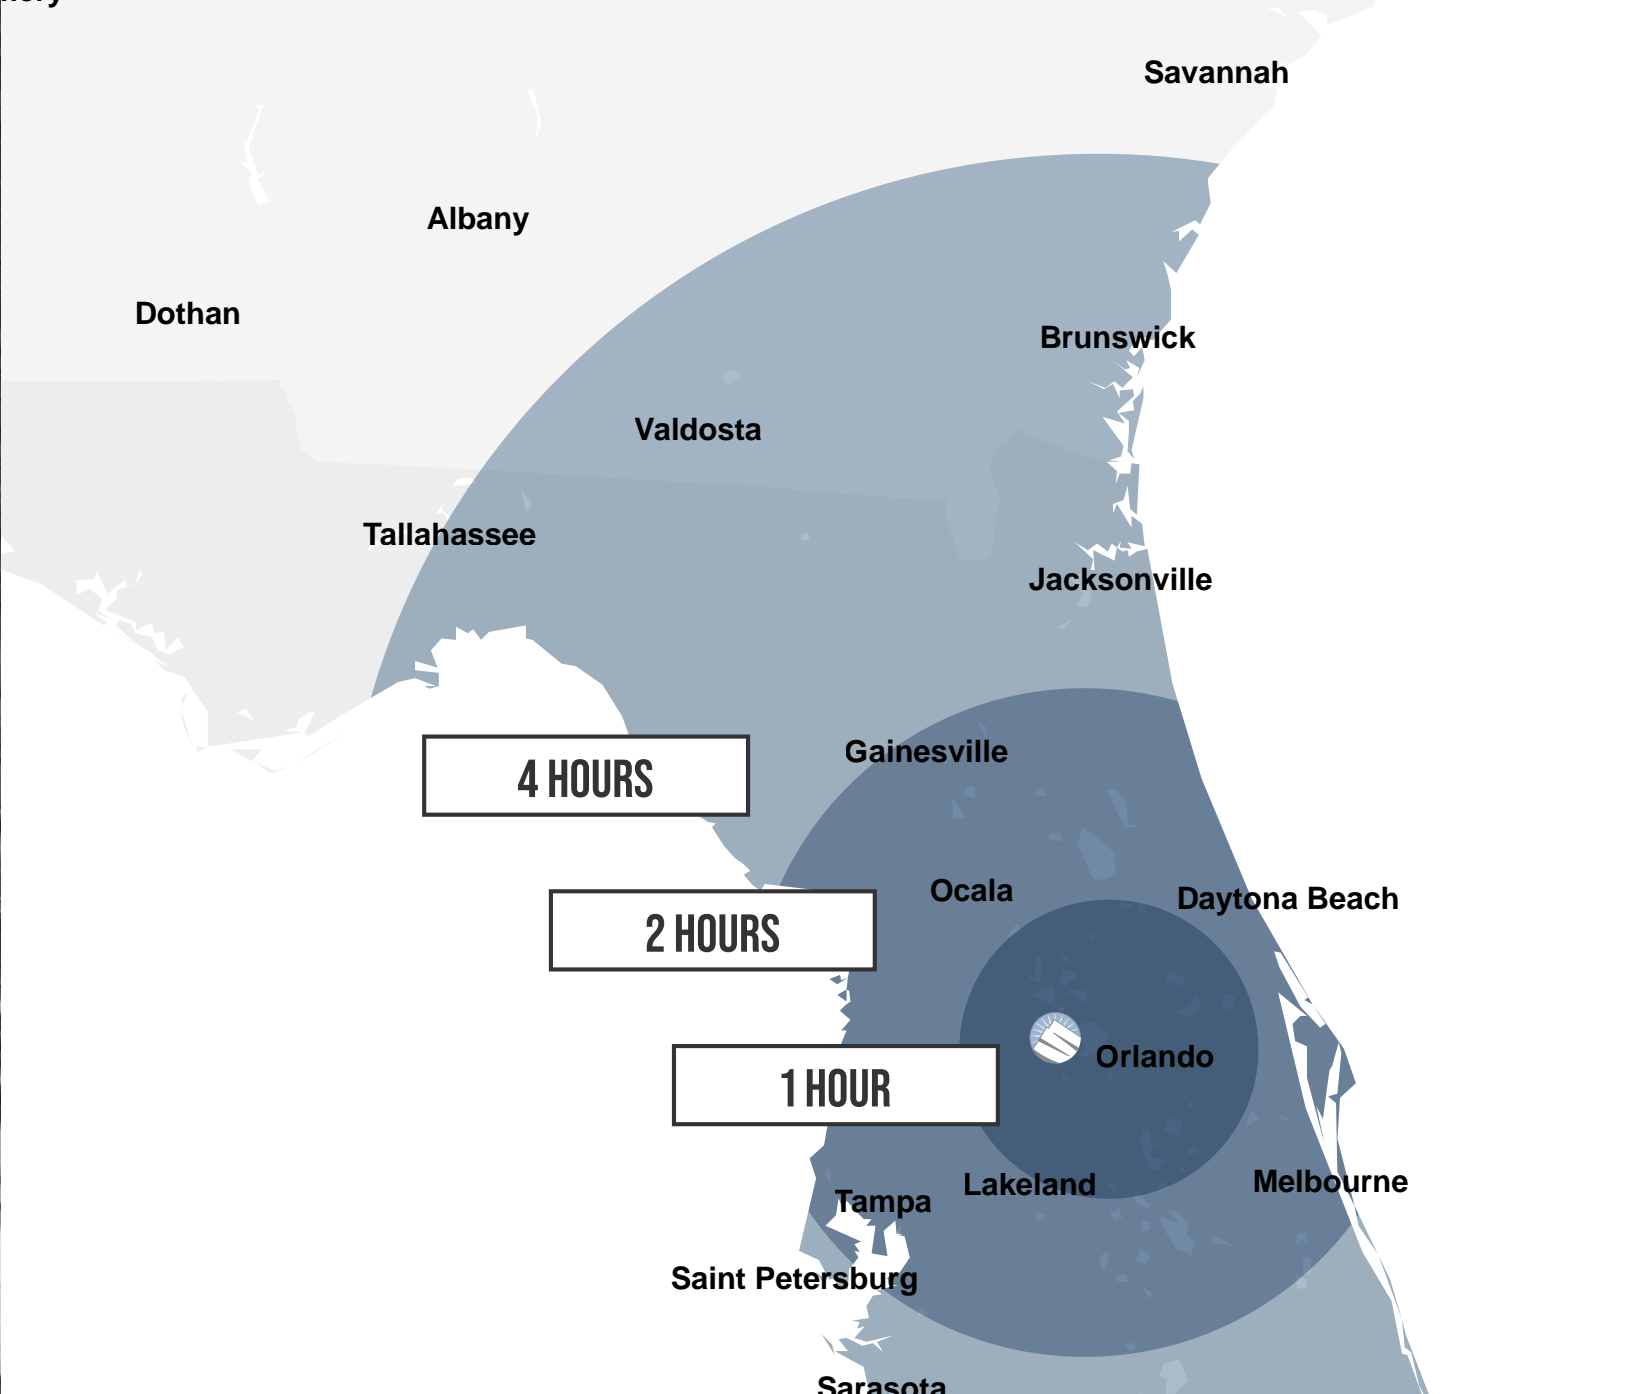 Savannah
Albany
Dothan
Brunswick
Valdosta
Tallahassee
Jacksonville
Gainesville
4 HOURS
Ocala
Daytona Beach
2 HOURS
Orlando
1 HOUR
Lakeland
Melbourne
Tampa
Saint Petersburg
Sarasota